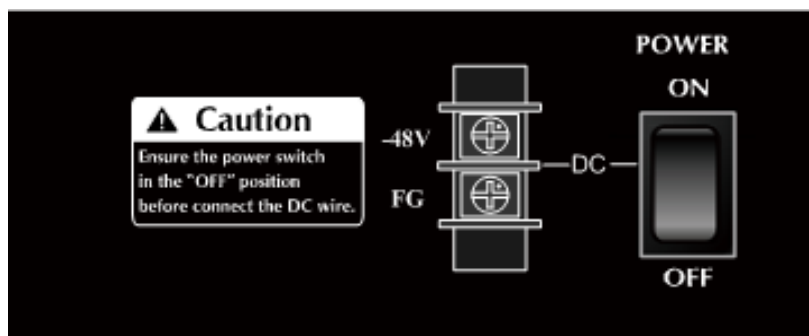 POWER
ON
⚠ Caution
Ensure the power switch
in the "OFF" position
before connect the DC wire.
-48V
FG
DC
OFF